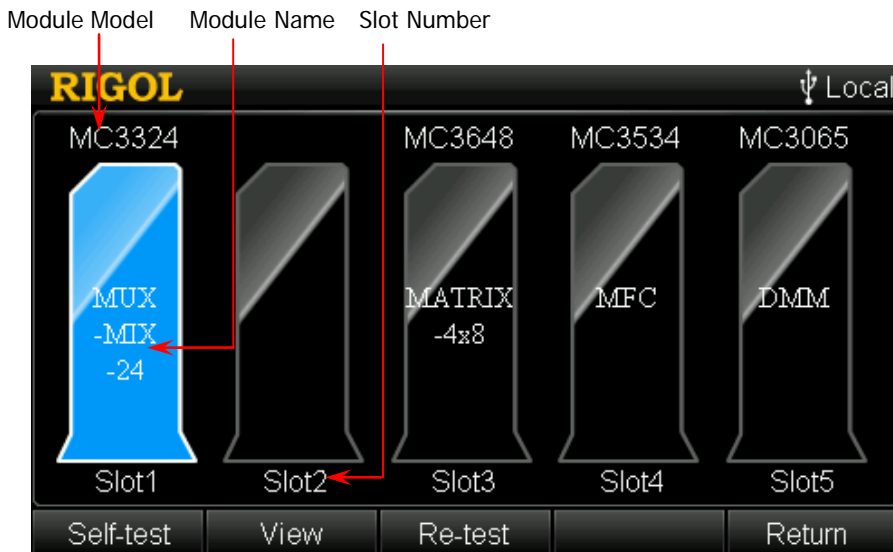 Module Model Module Name Slot Number
RIGOL Local
MC3324 MC3648 MC3534 MC3065
MUX MATRIX MFC DMM
-MIX -4x8
-24
Slot1 Slot2 Slot3 Slot4 Slot5
Self-test View Re-test Return